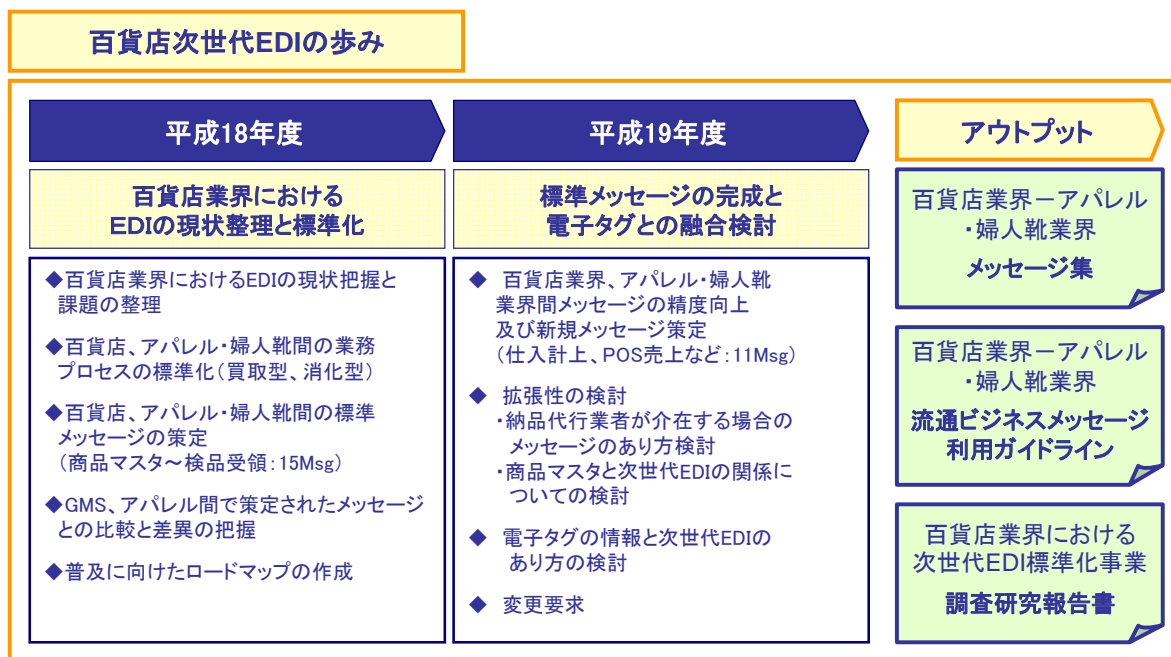 百貨店次世代EDIの歩み
平成18年度
百貨店業界における
EDIの現状整理と標準化
◆百貨店業界におけるEDIの現状把握と
課題の整理
◆百貨店、アパレル・婦人靴間の業務
プロセスの標準化(買取型、消化型)
◆百貨店、アパレル・婦人靴間の標準
メッセージの策定
(商品マスタ～検品受領:15Msg)
◆GMS、アパレル間で策定されたメッセージ
との比較と差異の把握
◆普及に向けたロードマップの作成
平成19年度
標準メッセージの完成と
電子タグとの融合検討
◆ 百貨店業界、アパレル・婦人靴
業界間メッセージの精度向上
及び新規メッセージ策定
(仕入計上、POS売上など:11Msg)
◆ 拡張性の検討
・納品代行業者が介在する場合の
メッセージのあり方検討
・商品マスタと次世代EDIの関係に
ついての検討
◆ 電子タグの情報と次世代EDIの
あり方の検討
◆ 変更要求
アウトプット
百貨店業界－アパレル
・婦人靴業界
メッセージ集
百貨店業界－アパレル
・婦人靴業界
流通ビジネスメッセージ
利用ガイドライン
百貨店業界における
次世代EDI標準化事業
調査研究報告書